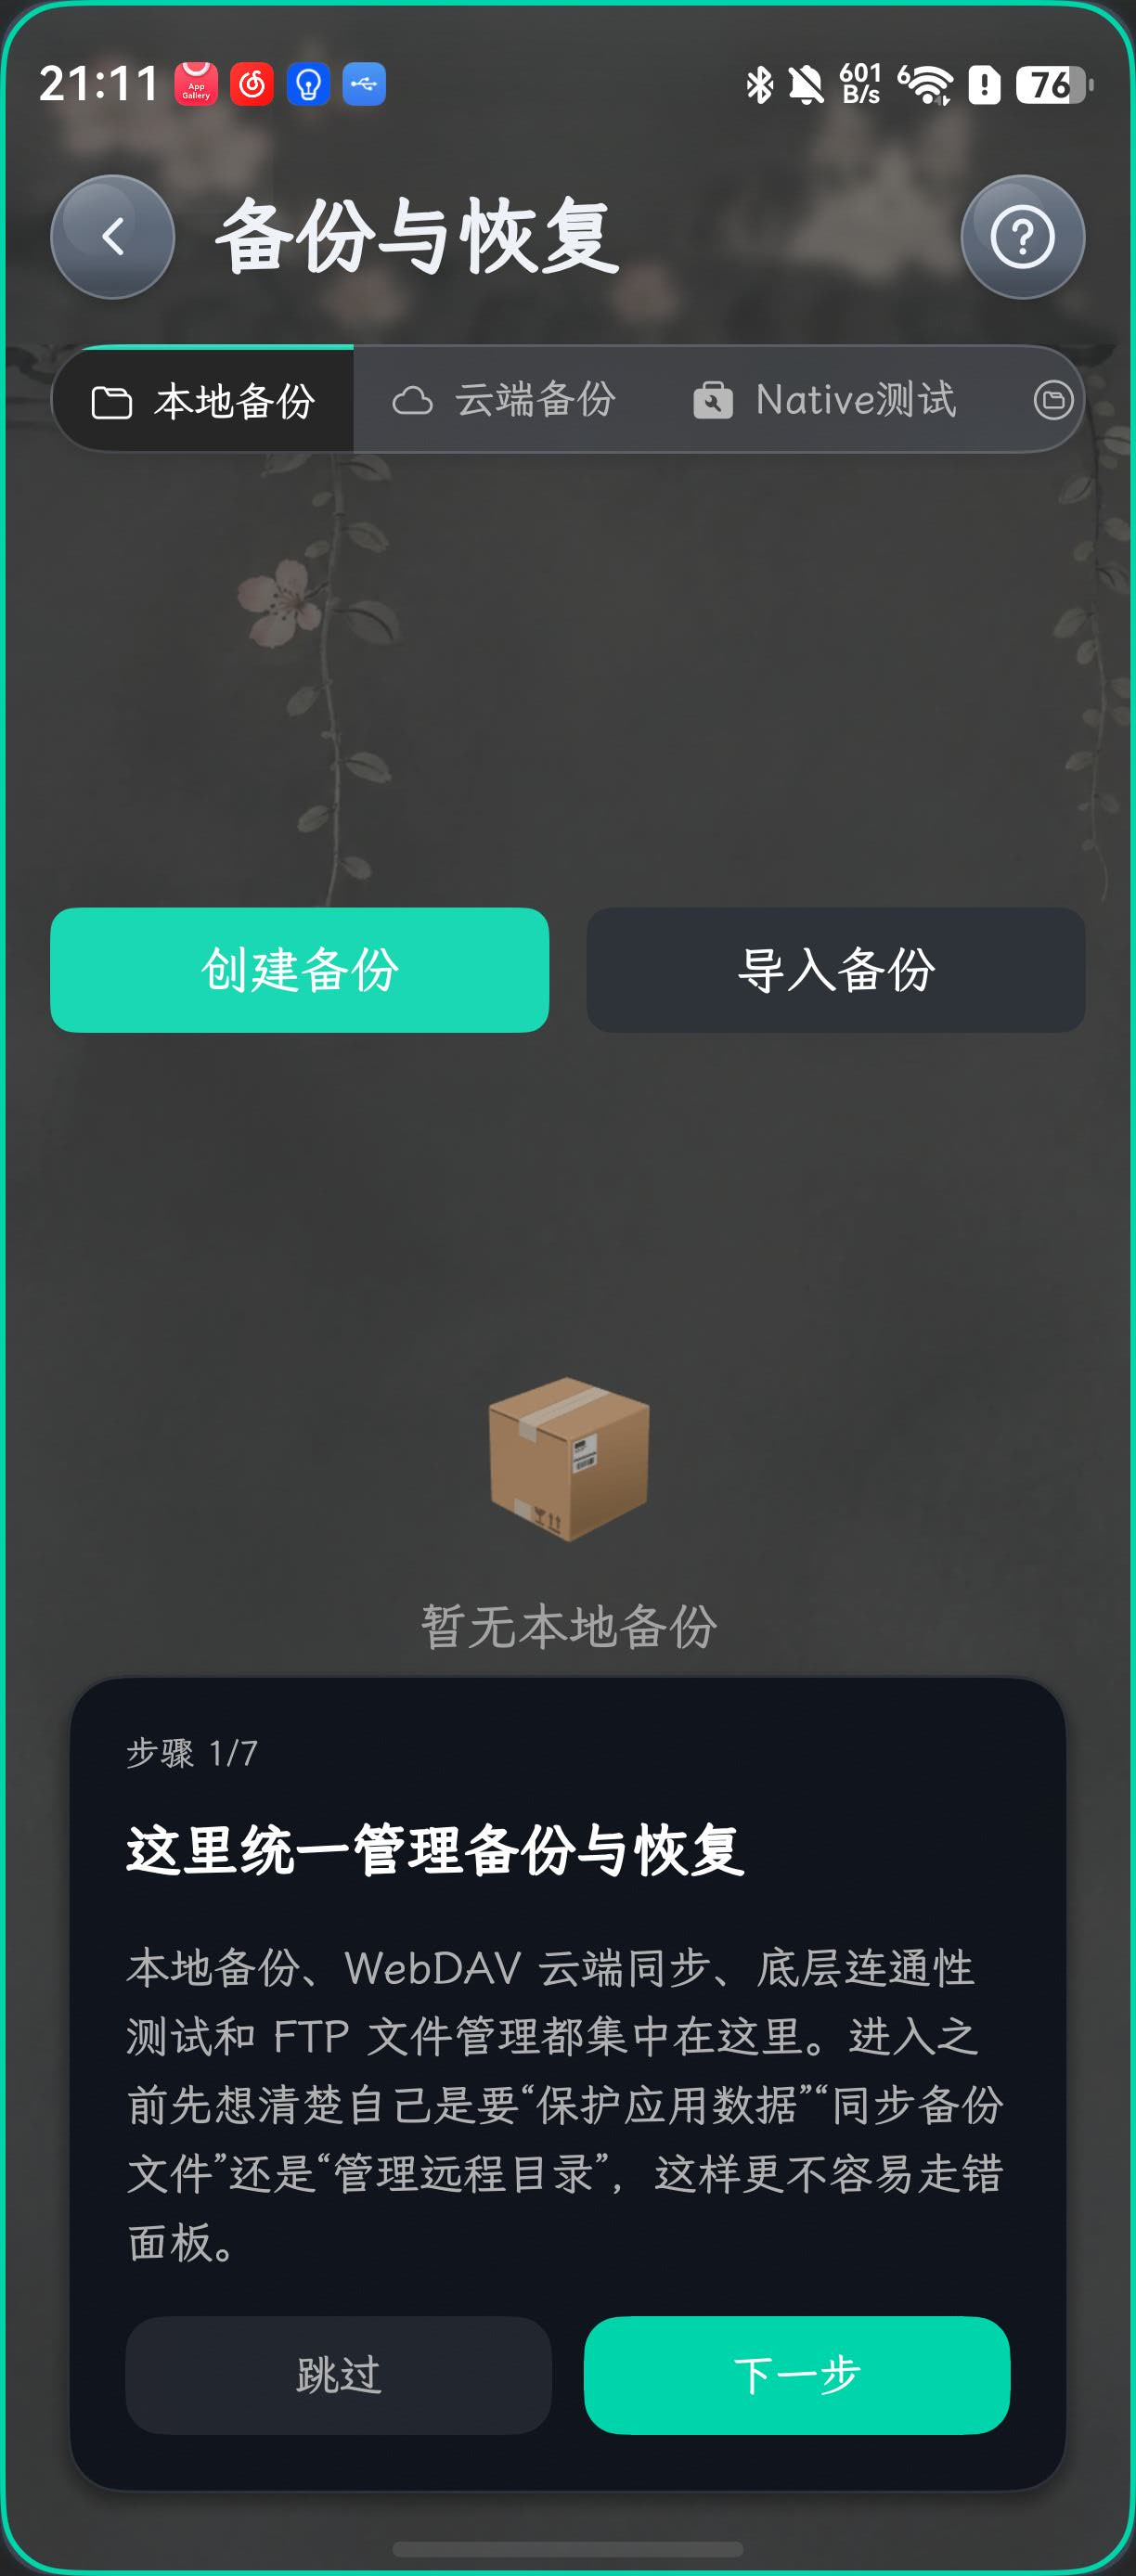 21:11
App
Gallery
601
B/s
6
76
备份与恢复
本地备份
云端备份
Native测试
创建备份
导入备份
暂无本地备份
步骤 1/7
这里统一管理备份与恢复
本地备份、WebDAV 云端同步、底层连通性
测试和 FTP 文件管理都集中在这里。进入之
前先想清楚自己是要“保护应用数据”“同步备份
文件”还是“管理远程目录”，这样更不容易走错
面板。
跳过
下一步